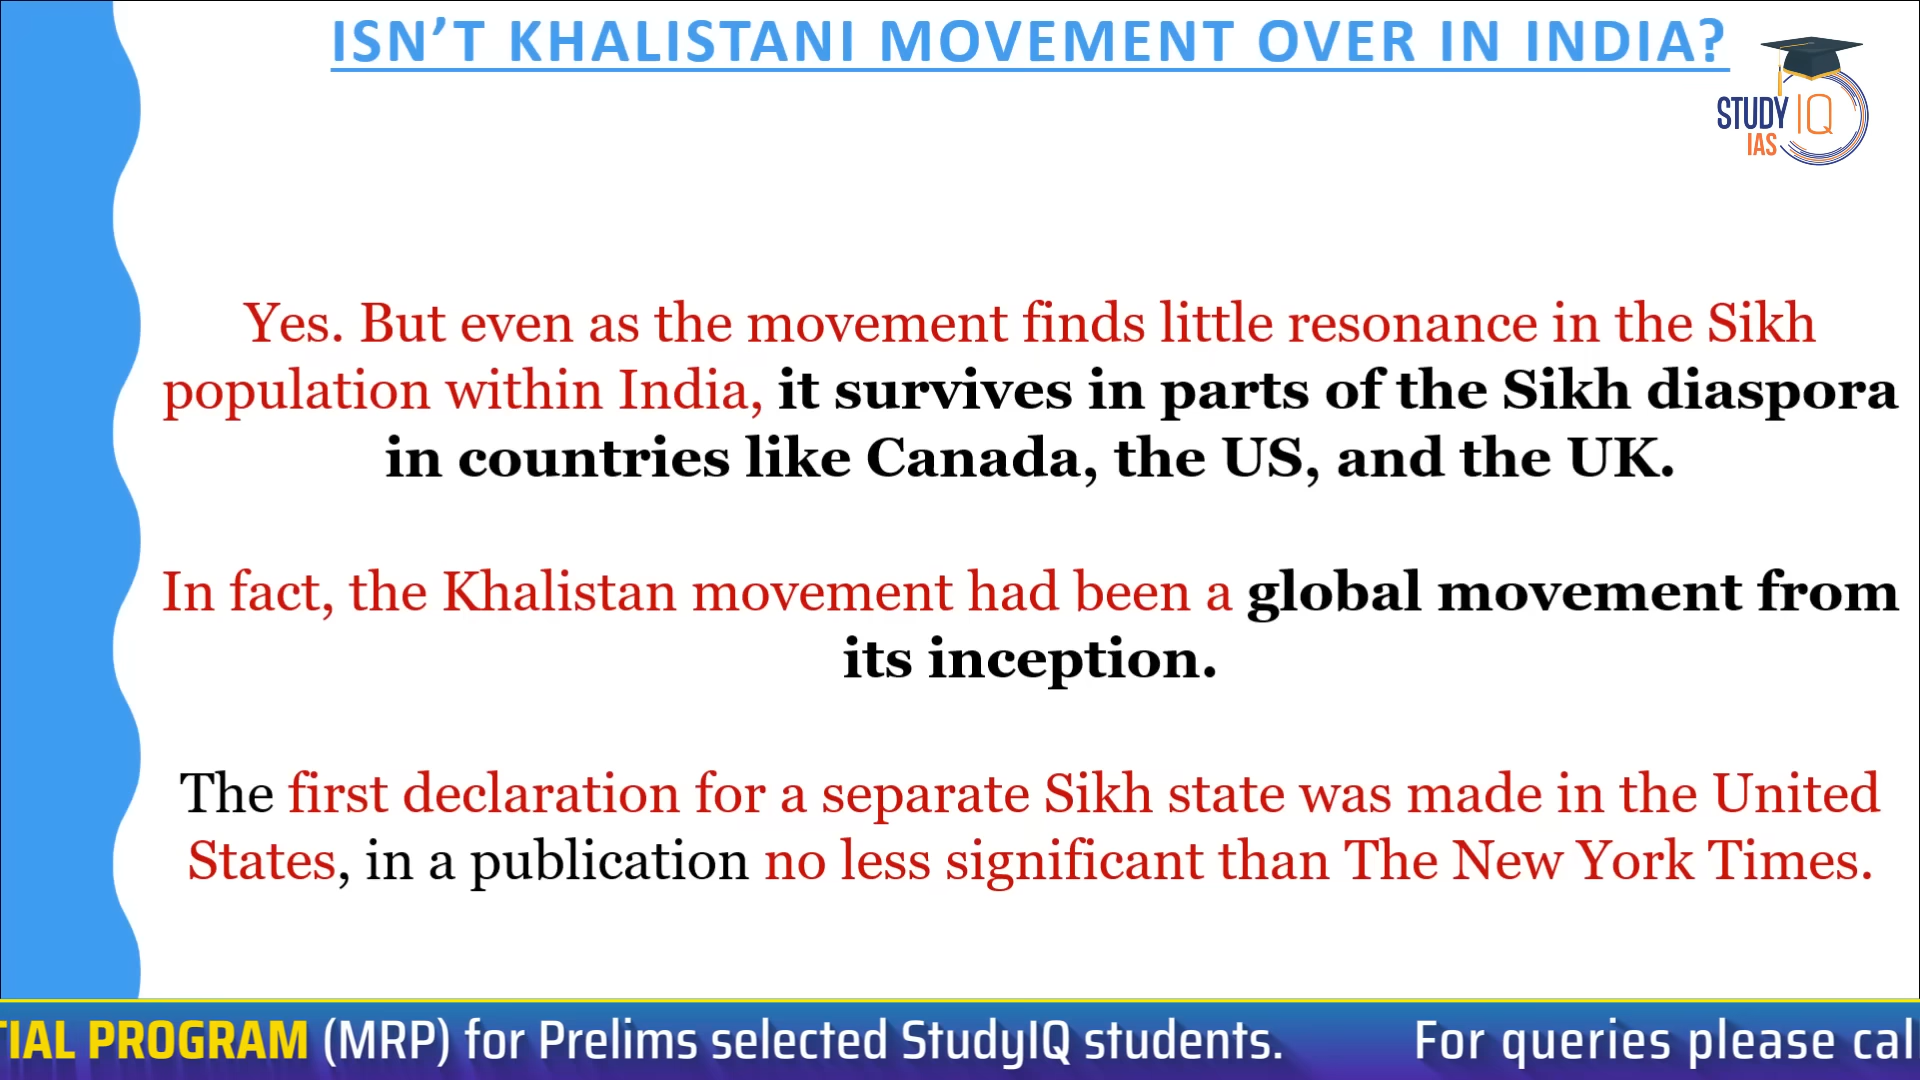 ISN’T KHALISTANI MOVEMENT OVER IN INDIA?
STUDY IQ
IAS
Yes. But even as the movement finds little resonance in the Sikh
population within India, it survives in parts of the Sikh diaspora
in countries like Canada, the US, and the UK.
In fact, the Khalistan movement had been a global movement from
its inception.
The first declaration for a separate Sikh state was made in the United
States, in a publication no less significant than The New York Times.
TIAL PROGRAM (MRP) for Prelims selected StudyIQ students. For queries please cal